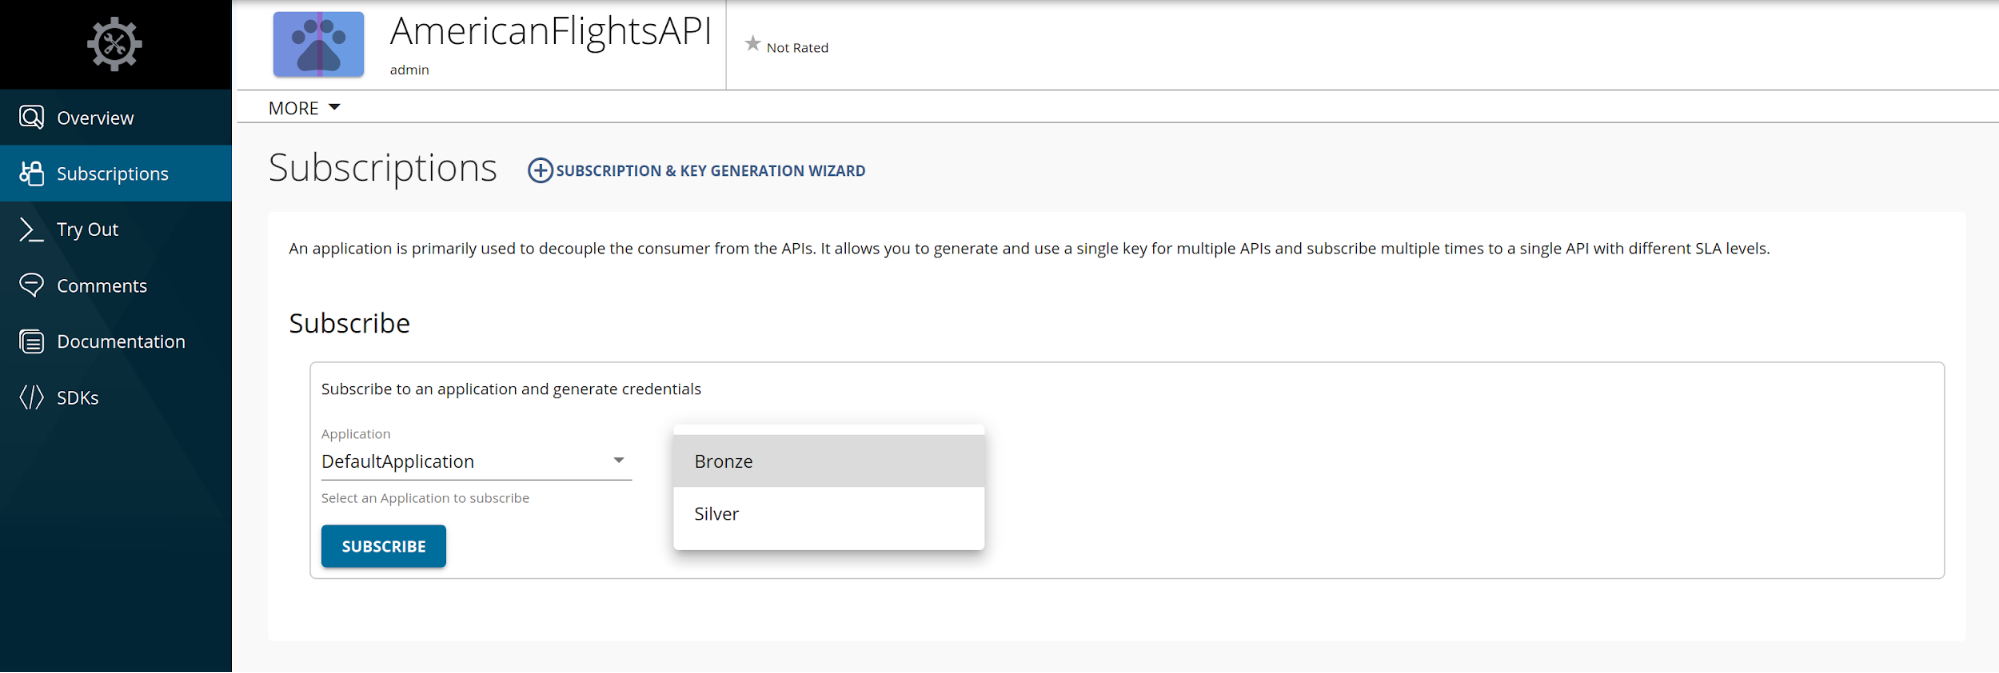 AmericanFlightsAPI
admin
Not Rated
MORE
Overview
Subscriptions
Try Out
Comments
Documentation
SDKs
Subscriptions
SUBSCRIPTION & KEY GENERATION WIZARD
An application is primarily used to decouple the consumer from the APIs. It allows you to generate and use a single key for multiple APIs and subscribe multiple times to a single API with different SLA levels.
Subscribe
Subscribe to an application and generate credentials
Application
DefaultApplication
Select an Application to subscribe
SUBSCRIBE
Bronze
Silver